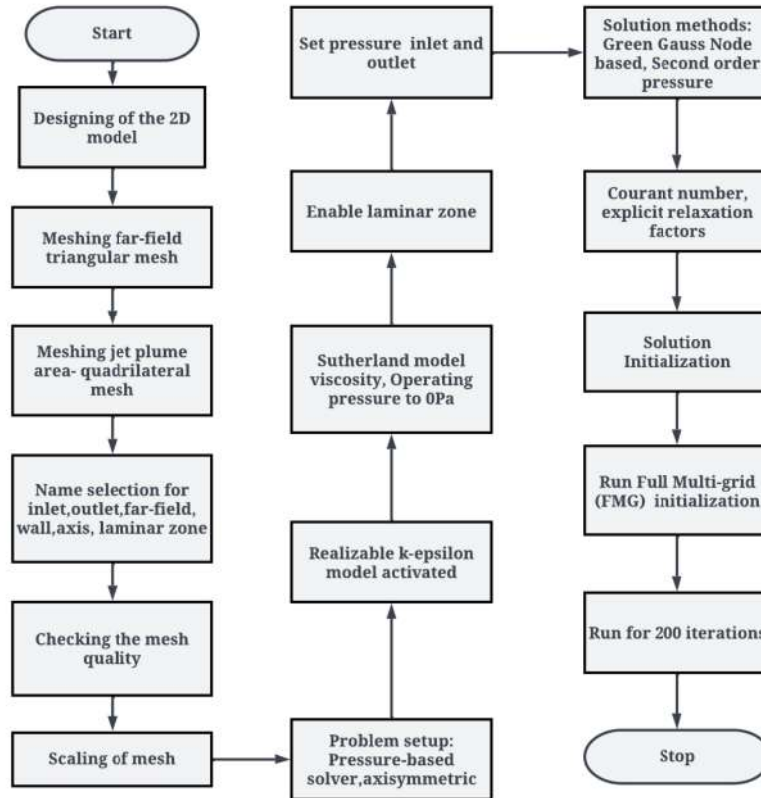 Start
Designing of the 2D
model
Meshing far-field
triangular mesh
Meshing jet plume
area- quadrilateral
mesh
Name selection for
inlet,outlet,far-field,
wall,axis, laminar zone
Checking the mesh
quality
Scaling of mesh
Problem setup:
Pressure-based
solver,axisymmetric
Realizable k-epsilon
model activated
Sutherland model
viscosity, Operating
pressure to 0Pa
Enable laminar zone
Set pressure inlet and
outlet
Solution methods:
Green Gauss Node
based, Second order
pressure
Courant number,
explicit relaxation
factors
Solution
Initialization
Run Full Multi-grid
(FMG) initialization
Run for 200 iterations
Stop